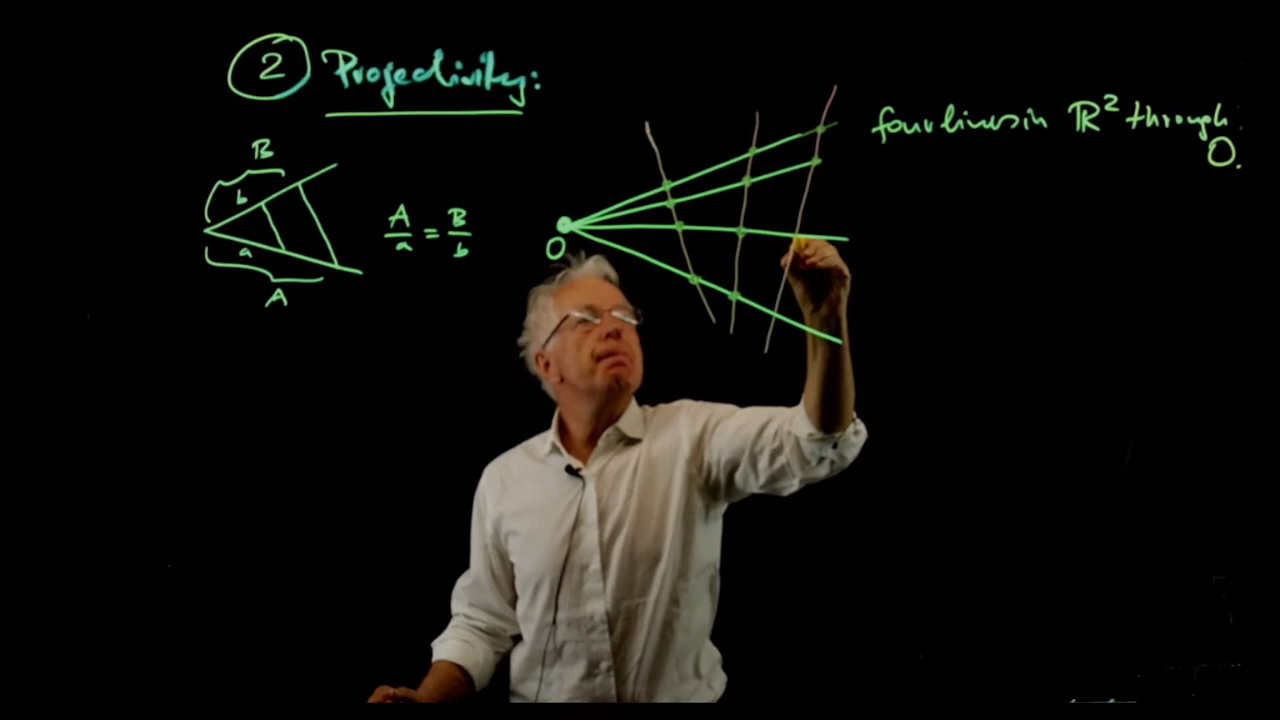 ② Projectivity:
four lines in ℝ² through
O.
B
b
a
A
A/a = B/b
O